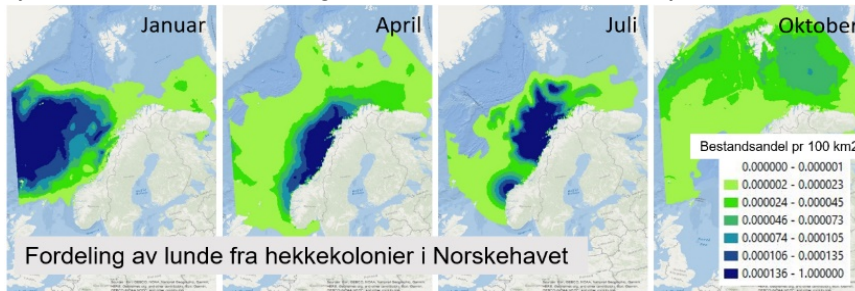 Januar
April
Juli
Oktober
Bestandsandel pr 100 km2
0.000000 - 0.000001
0.000002 - 0.000023
0.000024 - 0.000045
0.000046 - 0.000073
0.000074 - 0.000105
0.000106 - 0.000135
0.000136 - 1.000000
Fordeling av lunde fra hekkekolonier i Norskehavet